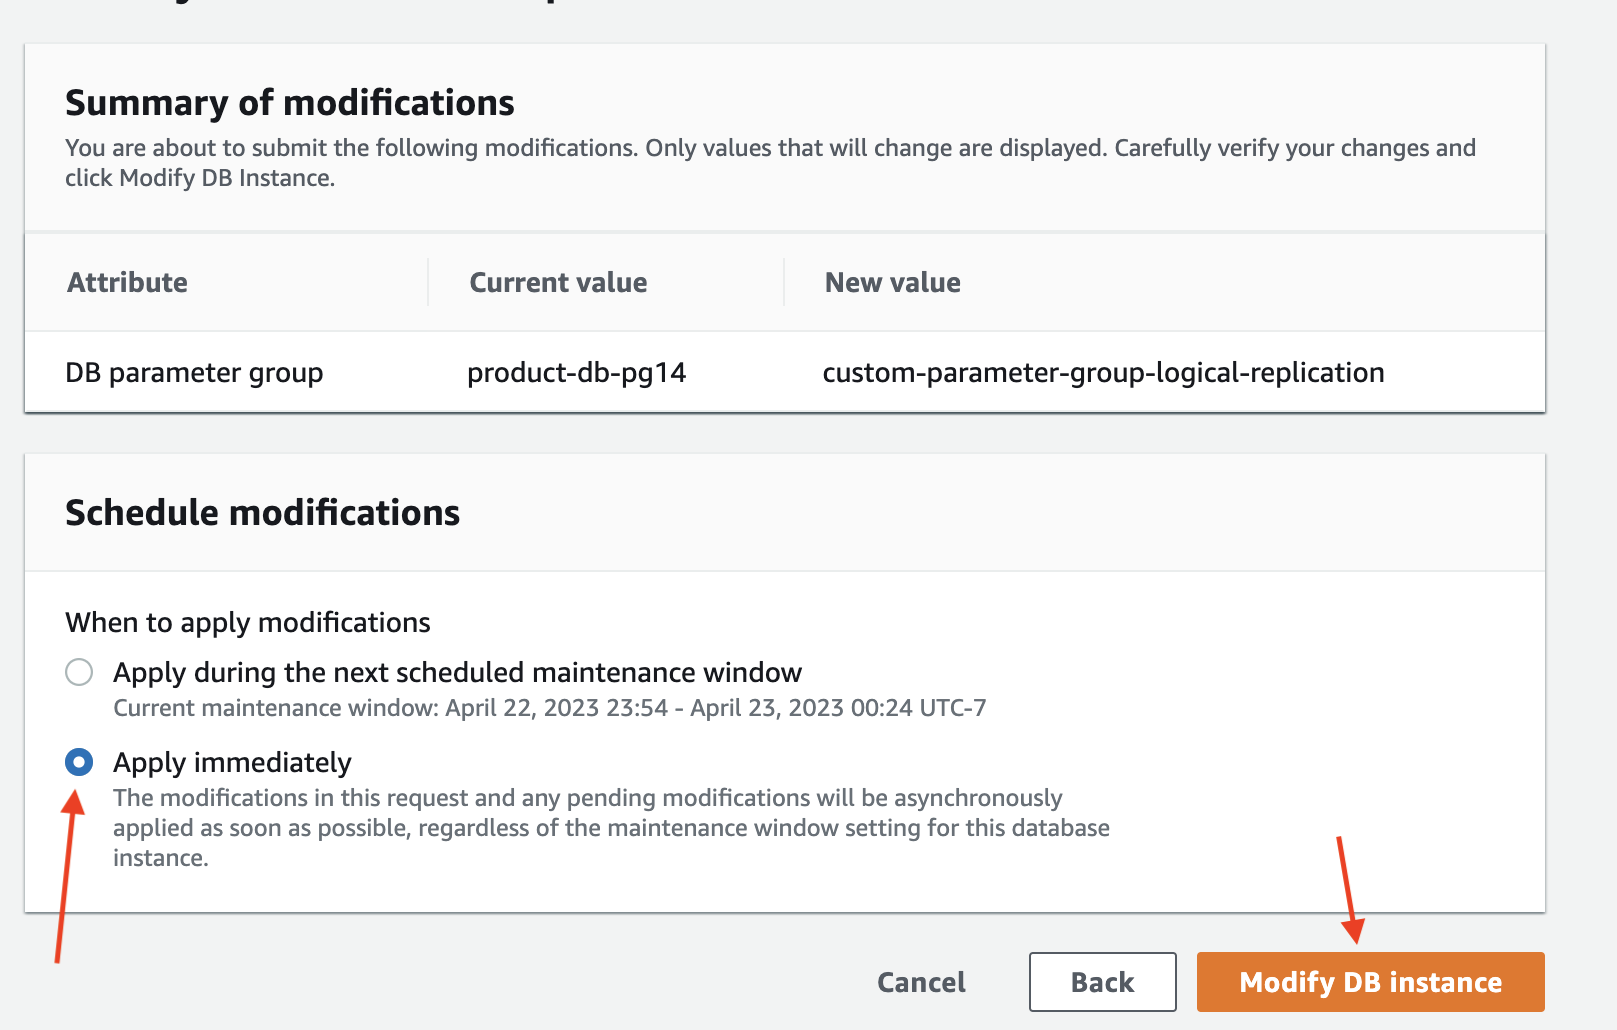 Summary of modifications
You are about to submit the following modifications. Only values that will change are displayed. Carefully verify your changes and
click Modify DB Instance.
Attribute Current value New value
DB parameter group product-db-pg14 custom-parameter-group-logical-replication
Schedule modifications
When to apply modifications
Apply during the next scheduled maintenance window
Current maintenance window: April 22, 2023 23:54 - April 23, 2023 00:24 UTC-7
Apply immediately
The modifications in this request and any pending modifications will be asynchronously
applied as soon as possible, regardless of the maintenance window setting for this database
instance.
Cancel Back Modify DB instance